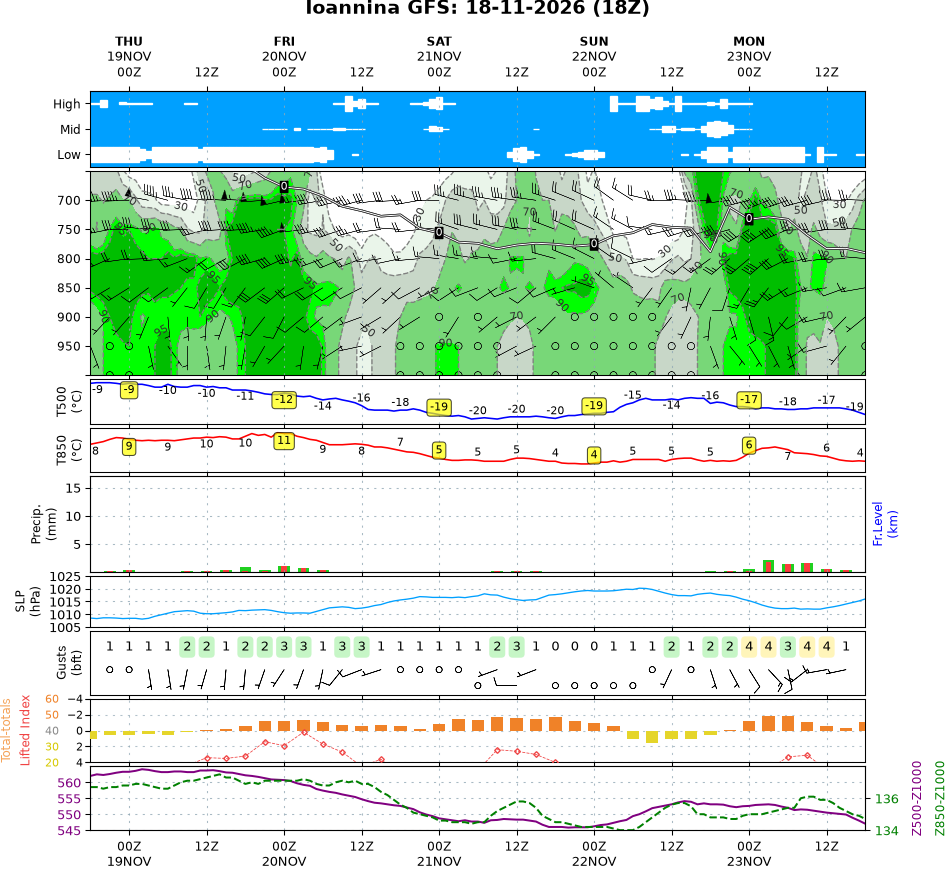 Ioannina GFS: 18-11-2026 (18Z)
THU FRI SAT SUN MON
19NOV 20NOV 21NOV 22NOV 23NOV
00Z 12Z 00Z 12Z 00Z 12Z 00Z 12Z 00Z 12Z
High
Mid
Low
700
750
800
850
900
950
0 0 0 0 0
T500 (°C)
-9 -9 -10 -10 -11 -12 -14 -16 -18 -19 -20 -20 -20 -19 -15 -14 -16 -17 -18 -17 -19
T850 (°C)
8 9 9 10 10 11 9 8 7 5 5 5 4 4 5 5 5 6 7 6 4
Precip. (mm)
15
10
5
Fr.Level (km)
SLP (hPa)
1025
1020
1015
1010
1005
Gusts (bft)
1 1 1 1 2 2 1 2 2 3 3 1 3 3 1 1 1 1 1 1 2 3 1 0 0 0 1 1 1 2 1 2 2 4 4 3 4 4 1
Total-totals
Lifted Index
60 −4
50 −2
40 0
30 2
20 4
560
555
550
545
136
134
Z500-Z1000
Z850-Z1000
00Z 12Z 00Z 12Z 00Z 12Z 00Z 12Z 00Z 12Z
19NOV 20NOV 21NOV 22NOV 23NOV